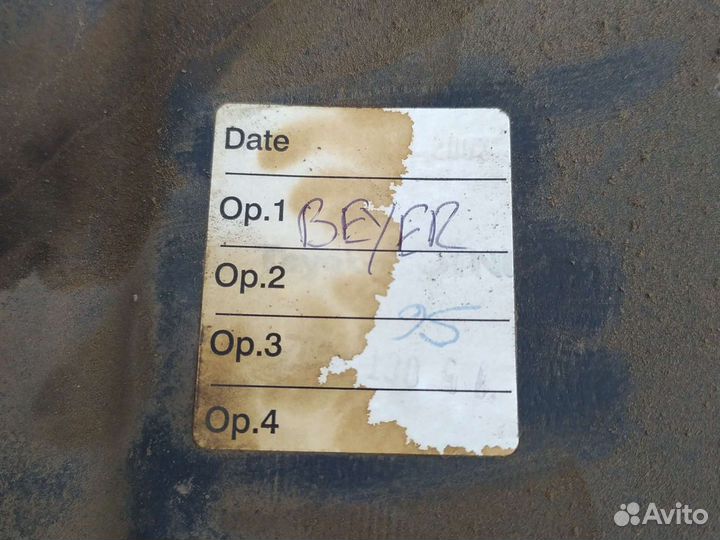 Date
Op.1 BEYER
Op.2
95
Op.3
Op.4
Avito